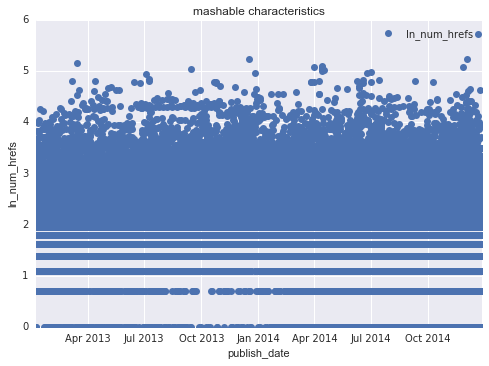 mashable characteristics
6
5
4
3
2
1
0
ln_num_hrefs
ln_num_hrefs
Apr 2013 Jul 2013 Oct 2013 Jan 2014 Apr 2014 Jul 2014 Oct 2014
publish_date